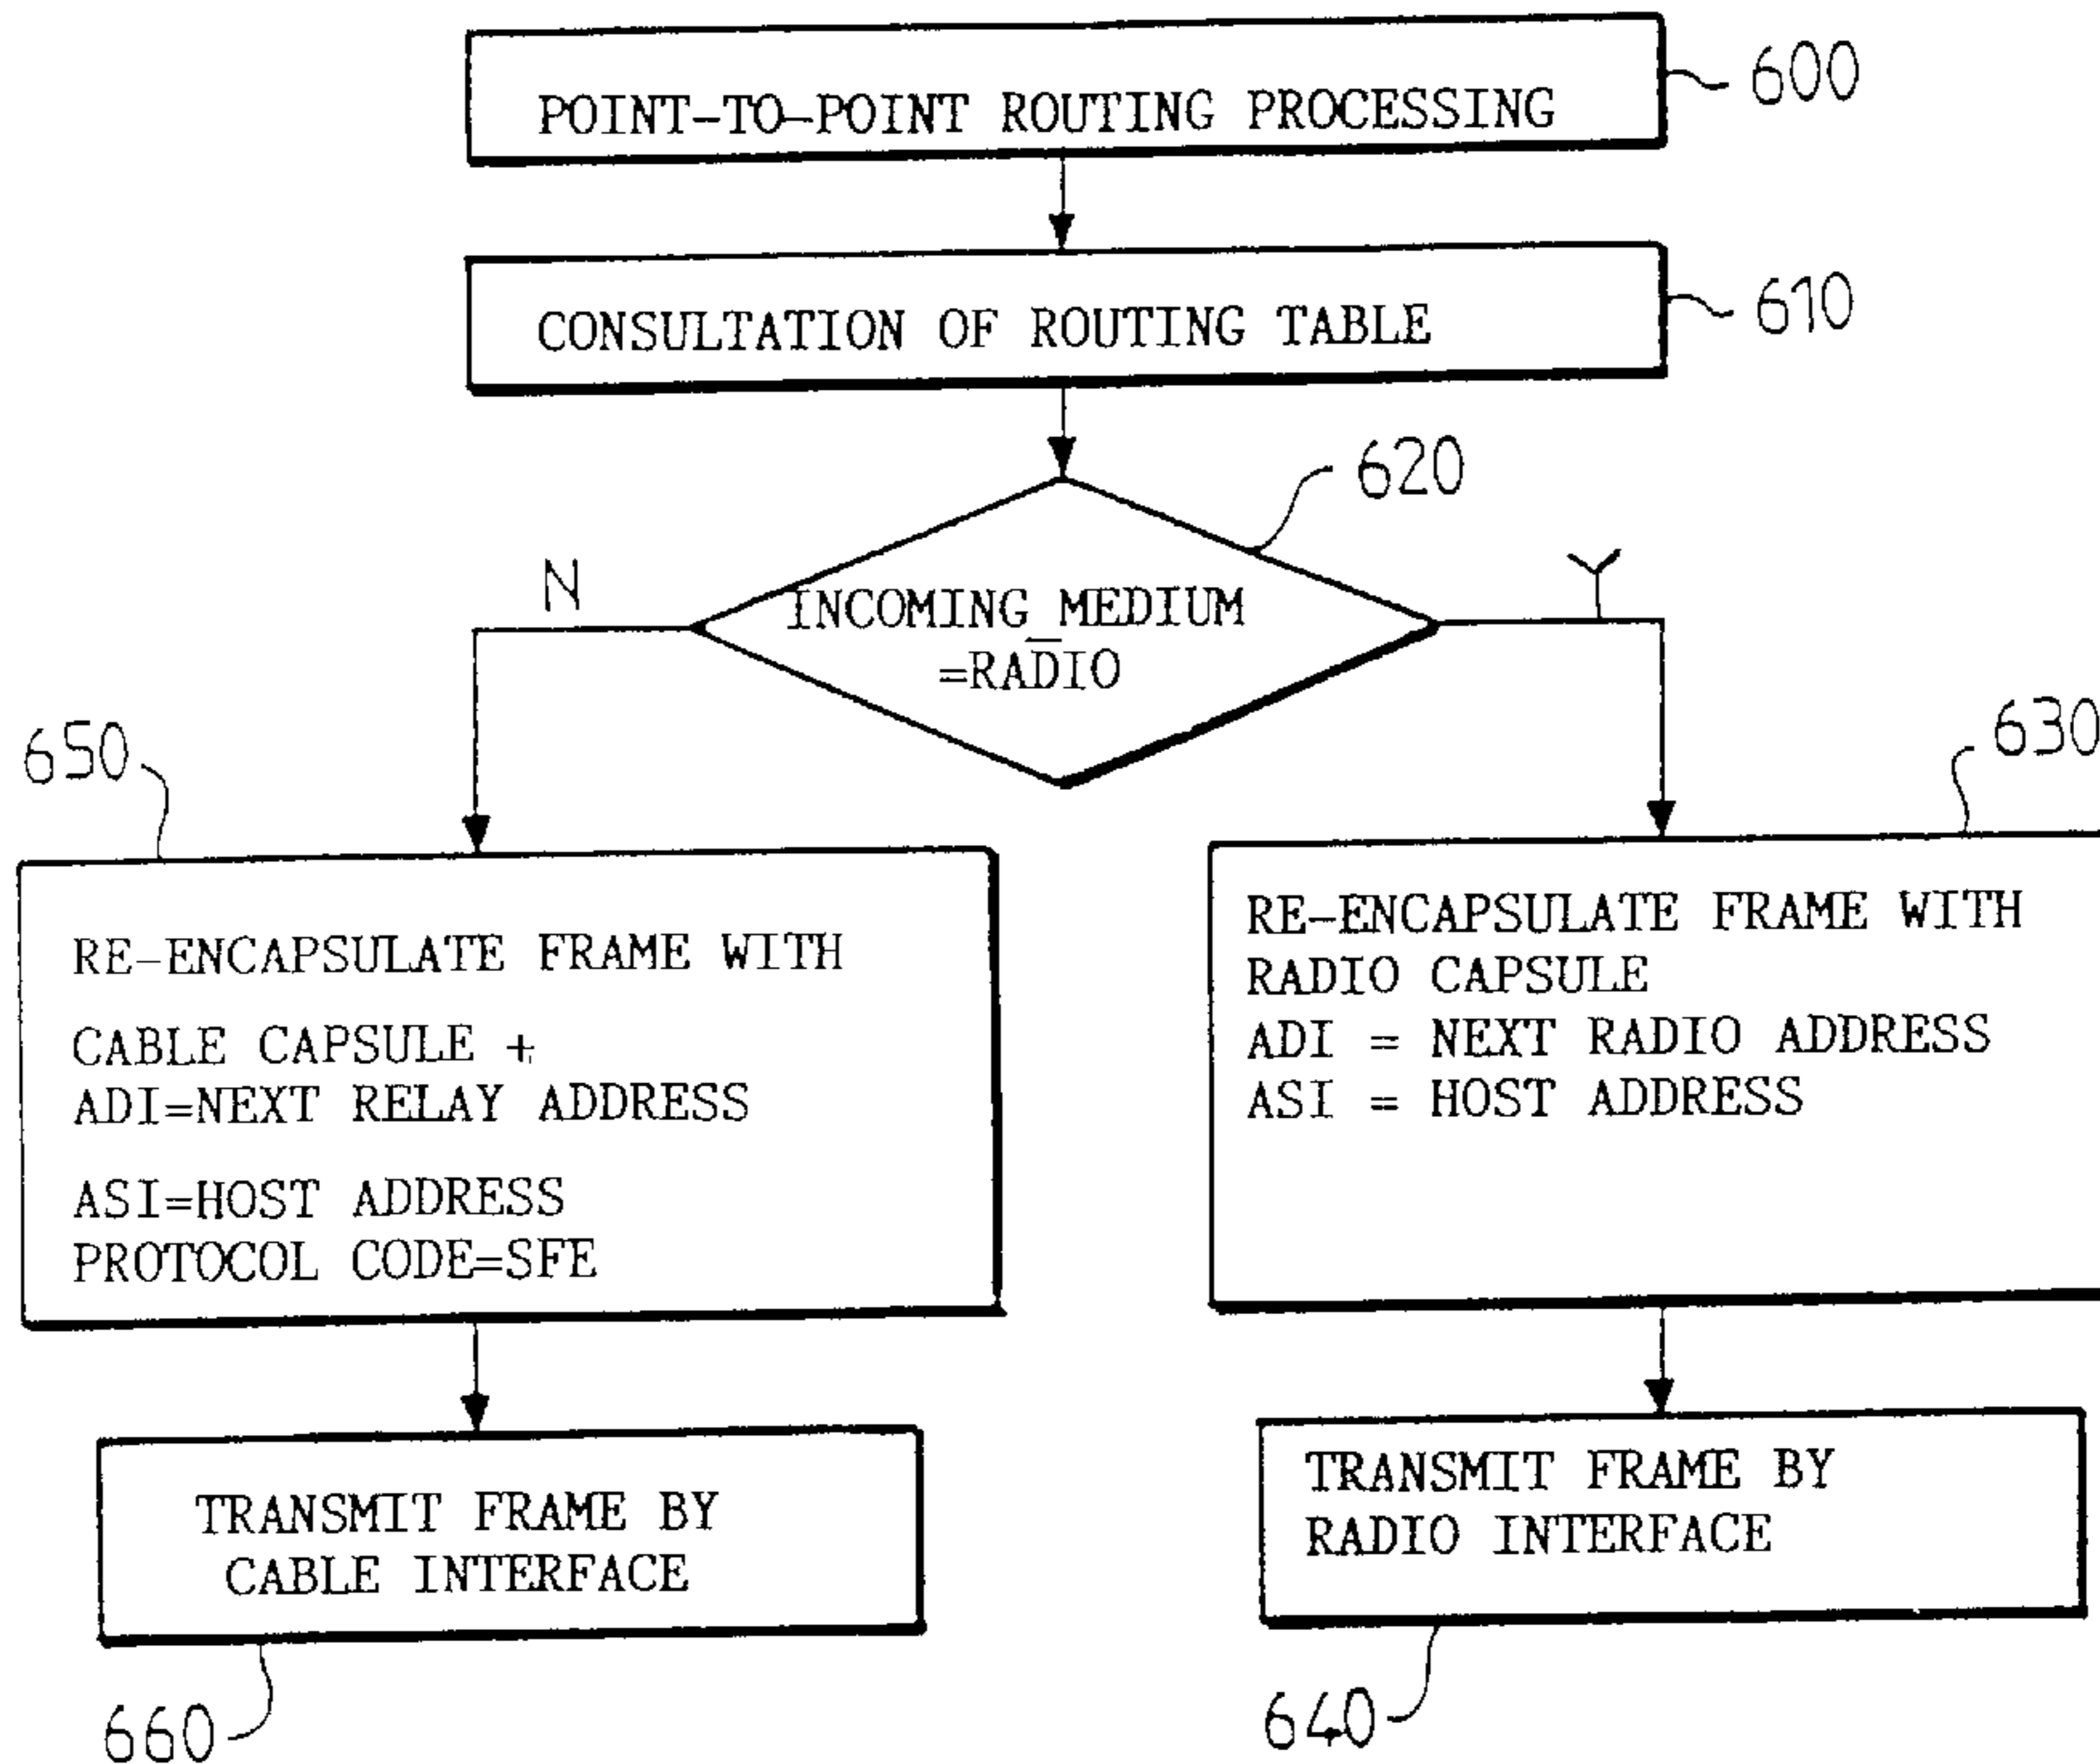 POINT-TO-POINT ROUTING PROCESSING
600
CONSULTATION OF ROUTING TABLE
610
620
N
Y
INCOMING_MEDIUM
=RADIO
650
630
RE-ENCAPSULATE FRAME WITH
CABLE CAPSULE +
ADI=NEXT RELAY ADDRESS
ASI=HOST ADDRESS
PROTOCOL CODE=SFE
RE-ENCAPSULATE FRAME WITH
RADIO CAPSULE
ADI = NEXT RADIO ADDRESS
ASI = HOST ADDRESS
TRANSMIT FRAME BY
CABLE INTERFACE
TRANSMIT FRAME BY
RADIO INTERFACE
660
640